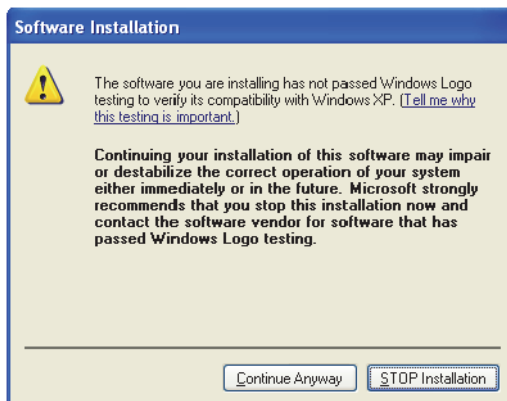 Software Installation
The software you are installing has not passed Windows Logo
testing to verify its compatibility with Windows XP. (Tell me why
this testing is important.)
Continuing your installation of this software may impair
or destabilize the correct operation of your system
either immediately or in the future. Microsoft strongly
recommends that you stop this installation now and
contact the software vendor for software that has
passed Windows Logo testing.
Continue Anyway
STOP Installation